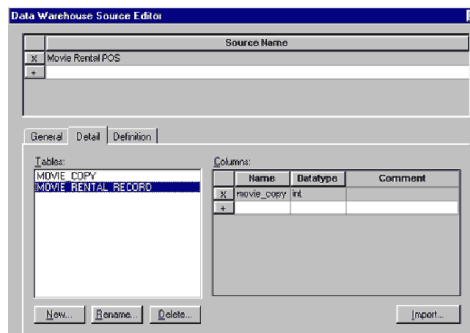 Data Warehouse Source Editor
Source Name
X Movie Rental POS
+
General Detail Definition
Tables: Columns:
MOVIE_COPY
MOVIE_RENTAL_RECORD
Name Datatype Comment
X movie_copy int
+
New... Rename... Delete... Import...